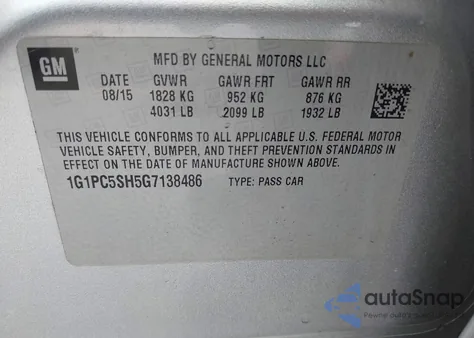 GM
MFD BY GENERAL MOTORS LLC
DATE GVWR GAWR FRT GAWR RR
08/15 1828 KG 952 KG 876 KG
4031 LB 2099 LB 1932 LB
THIS VEHICLE CONFORMS TO ALL APPLICABLE U.S. FEDERAL MOTOR
VEHICLE SAFETY, BUMPER, AND THEFT PREVENTION STANDARDS IN
EFFECT ON THE DATE OF MANUFACTURE SHOWN ABOVE.
1G1PC5SH5G7138486 TYPE: PASS CAR
autoSnap